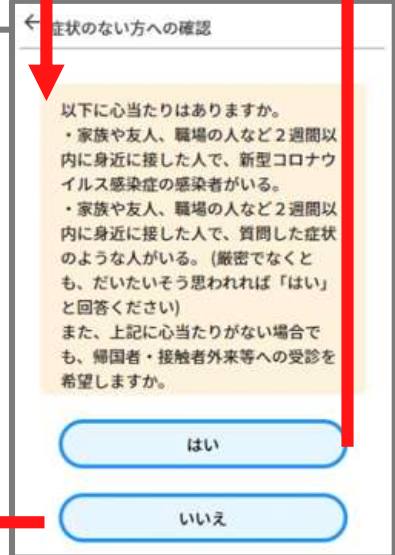 ← 症状のない方への確認
以下に心当たりはありますか。
・家族や友人、職場の人など２週間以
内に身近に接した人で、新型コロナウ
イルス感染症の感染者がいる。
・家族や友人、職場の人など２週間以
内に身近に接した人で、質問した症状
のような人がいる。 (厳密でなくと
も、だいたいそう思われれば「はい」
と回答ください)
また、上記に心当たりがない場合で
も、帰国者・接触者外来等への受診を
希望しますか。
はい
いいえ